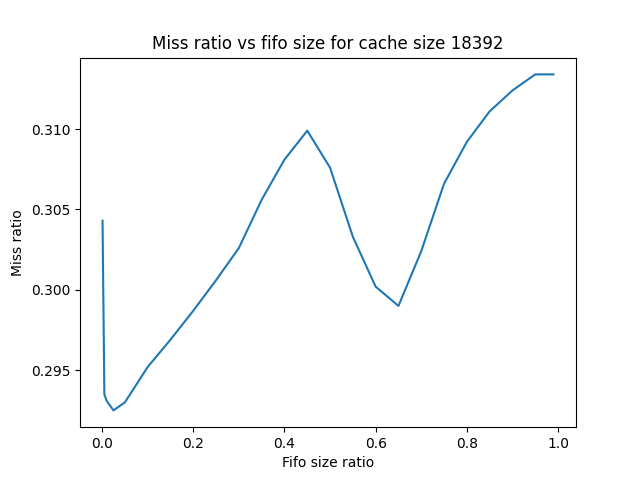 Miss ratio vs fifo size for cache size 18392
0.310
0.305
0.300
0.295
Miss ratio
0.0 0.2 0.4 0.6 0.8 1.0
Fifo size ratio